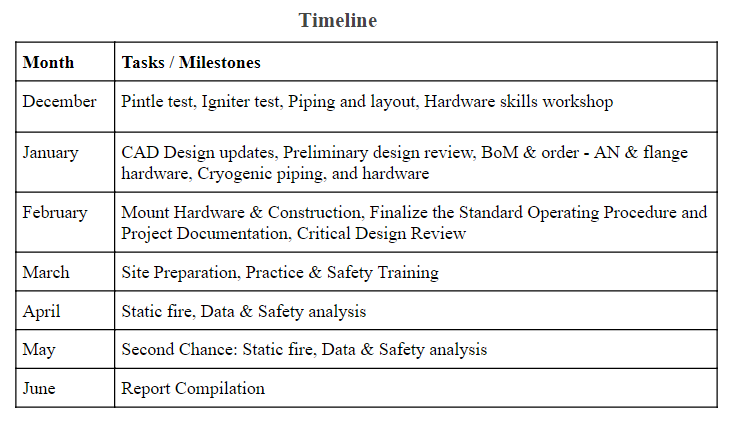 Timeline
Month Tasks / Milestones
December Pintle test, Igniter test, Piping and layout, Hardware skills workshop
January CAD Design updates, Preliminary design review, BoM & order - AN & flange
hardware, Cryogenic piping, and hardware
February Mount Hardware & Construction, Finalize the Standard Operating Procedure and
Project Documentation, Critical Design Review
March Site Preparation, Practice & Safety Training
April Static fire, Data & Safety analysis
May Second Chance: Static fire, Data & Safety analysis
June Report Compilation